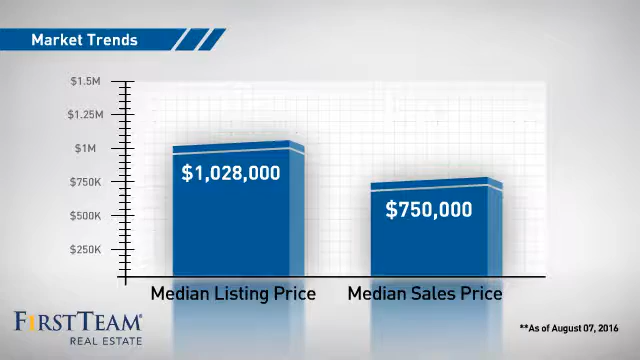 Market Trends
$1.5M
$1.25M
$1M
$750K
$500K
$250K
$1,028,000
$750,000
Median Listing Price
Median Sales Price
FIRSTTEAM®
REAL ESTATE
**As of August 07, 2016